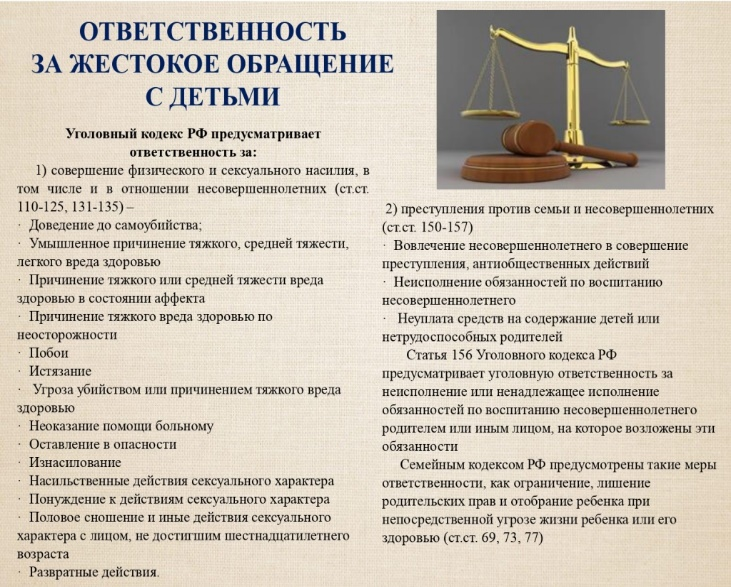 ОТВЕТСТВЕННОСТЬ
ЗА ЖЕСТОКОЕ ОБРАЩЕНИЕ
С ДЕТЬМИ
Уголовный кодекс РФ предусматривает
ответственность за:
1) совершение физического и сексуального насилия, в
том числе и в отношении несовершеннолетних (ст.ст.
110-125, 131-135) –
· Доведение до самоубийства;
· Умышленное причинение тяжкого, средней тяжести,
легкого вреда здоровью
· Причинение тяжкого или средней тяжести вреда
здоровью в состоянии аффекта
· Причинение тяжкого вреда здоровью по
неосторожности
· Побои
· Истязание
· Угроза убийством или причинением тяжкого вреда
здоровью
· Неоказание помощи больному
· Оставление в опасности
· Изнасилование
· Насильственные действия сексуального характера
· Понуждение к действиям сексуального характера
· Половое сношение и иные действия сексуального
характера с лицом, не достигшим шестнадцатилетнего
возраста
· Развратные действия.
2) преступления против семьи и несовершеннолетних
(ст.ст. 150-157)
· Вовлечение несовершеннолетнего в совершение
преступления, антиобщественных действий
· Неисполнение обязанностей по воспитанию
несовершеннолетнего
· Неуплата средств на содержание детей или
нетрудоспособных родителей
Статья 156 Уголовного кодекса РФ
предусматривает уголовную ответственность за
неисполнение или ненадлежащее исполнение
обязанностей по воспитанию несовершеннолетнего
родителем или иным лицом, на которое возложены эти
обязанности
Семейным кодексом РФ предусмотрены такие меры
ответственности, как ограничение, лишение
родительских прав и отобрание ребенка при
непосредственной угрозе жизни ребенка или его
здоровью (ст.ст. 69, 73, 77)